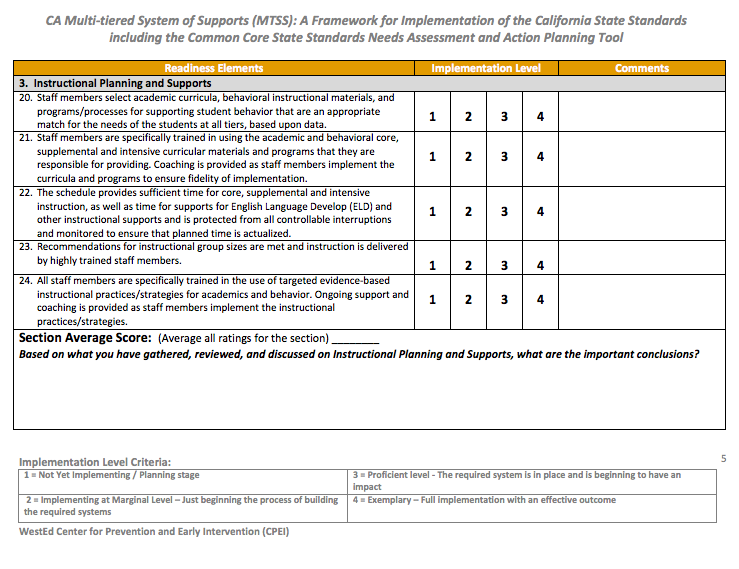 CA Multi-tiered System of Supports (MTSS): A Framework for Implementation of the California State Standards
including the Common Core State Standards Needs Assessment and Action Planning Tool
Readiness Elements Implementation Level Comments
3. Instructional Planning and Supports
20. Staff members select academic curricula, behavioral instructional materials, and
programs/processes for supporting student behavior that are an appropriate
match for the needs of the students at all tiers, based upon data.
1 2 3 4
21. Staff members are specifically trained in using the academic and behavioral core,
supplemental and intensive curricular materials and programs that they are
responsible for providing. Coaching is provided as staff members implement the
curricula and programs to ensure fidelity of implementation.
1 2 3 4
22. The schedule provides sufficient time for core, supplemental and intensive
instruction, as well as time for supports for English Language Develop (ELD) and
other instructional supports and is protected from all controllable interruptions
and monitored to ensure that planned time is actualized.
1 2 3 4
23. Recommendations for instructional group sizes are met and instruction is delivered
by highly trained staff members.
1 2 3 4
24. All staff members are specifically trained in the use of targeted evidence-based
instructional practices/strategies for academics and behavior. Ongoing support and
coaching is provided as staff members implement the instructional
practices/strategies.
1 2 3 4
Section Average Score: (Average all ratings for the section) ________
Based on what you have gathered, reviewed, and discussed on Instructional Planning and Supports, what are the important conclusions?
5
Implementation Level Criteria:
1 = Not Yet Implementing / Planning stage
3 = Proficient level - The required system is in place and is beginning to have an
impact
2 = Implementing at Marginal Level – Just beginning the process of building
the required systems
4 = Exemplary – Full implementation with an effective outcome
WestEd Center for Prevention and Early Intervention (CPEI)